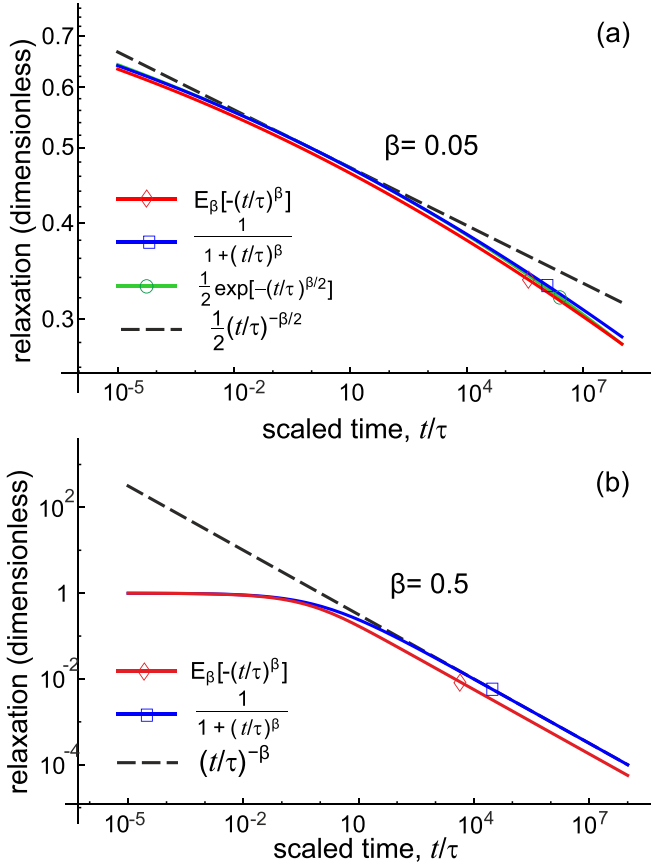 (a)
0.7
0.6
0.5
0.4
0.3
relaxation (dimensionless)
β= 0.05
E_β[-(t/τ)^β]
1
1+(t/τ)^β
1/2 exp[-(t/τ)^β/2]
1/2 (t/τ)^-β/2
10^-5 10^-2 10 10^4 10^7
scaled time, t/τ
(b)
10^2
1
10^-2
10^-4
relaxation (dimensionless)
β= 0.5
E_β[-(t/τ)^β]
1
1+(t/τ)^β
(t/τ)^-β
10^-5 10^-2 10 10^4 10^7
scaled time, t/τ